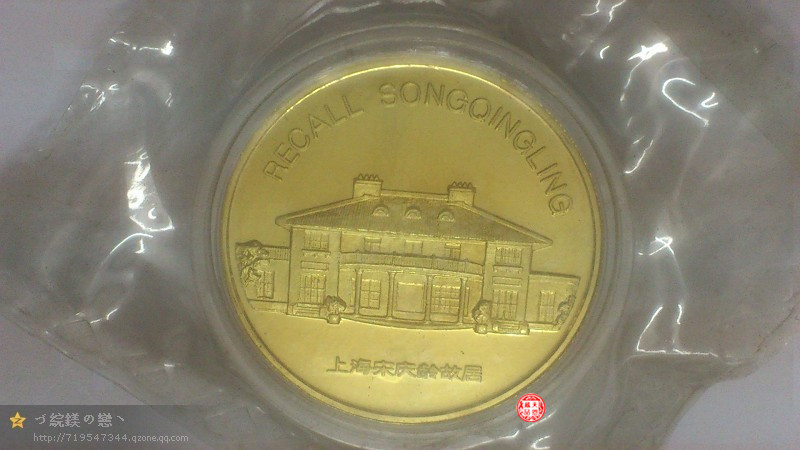 RECALL SONGQINGLING
上海宋庆龄故居
づ綻鎂の戀丶
http://719547344.qzone.qq.com